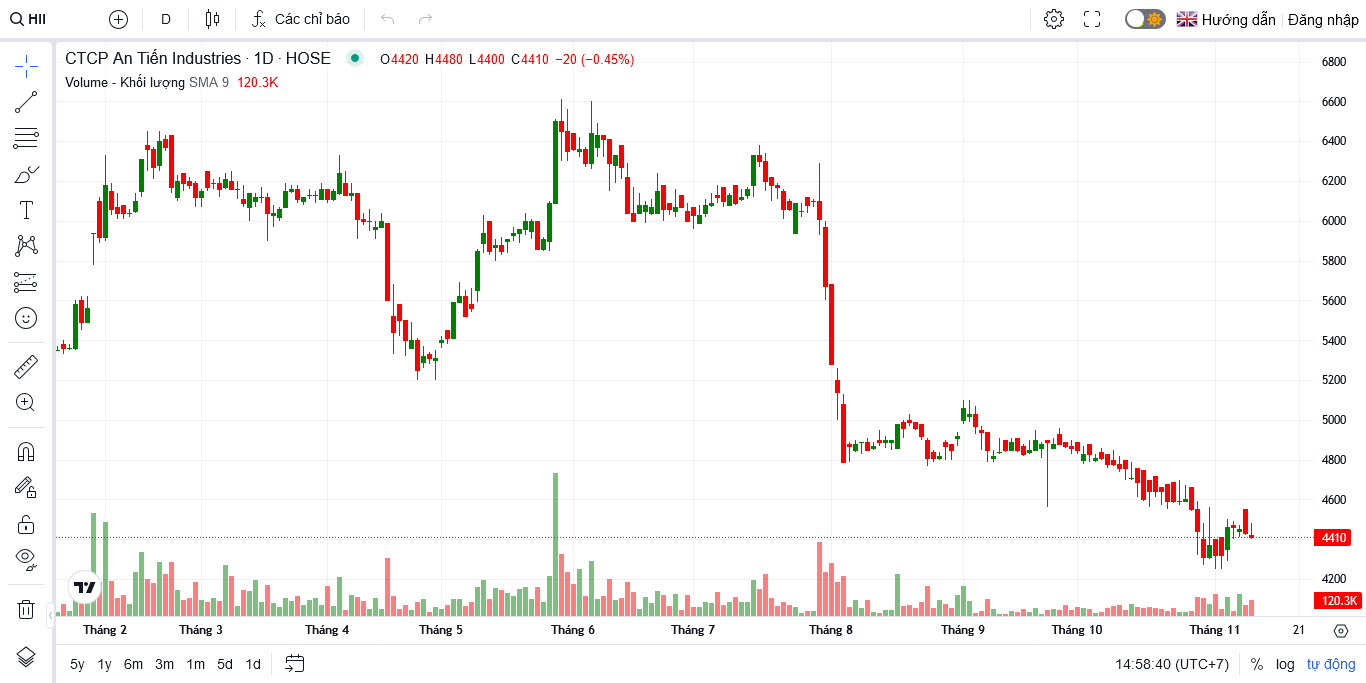 HII D Các chỉ báo Hướng dẫn Đăng nhập
CTCP An Tiến Industries · 1D · HOSE O4420 H4480 L4400 C4410 −20 (−0.45%)
Volume - Khối lượng SMA 9 120.3K
6800
6600
6400
6200
6000
5800
5600
5400
5200
5000
4800
4600
4410
4200
120.3K
Tháng 2 Tháng 3 Tháng 4 Tháng 5 Tháng 6 Tháng 7 Tháng 8 Tháng 9 Tháng 10 Tháng 11 21
5y 1y 6m 3m 1m 5d 1d 14:58:40 (UTC+7) % log tự động